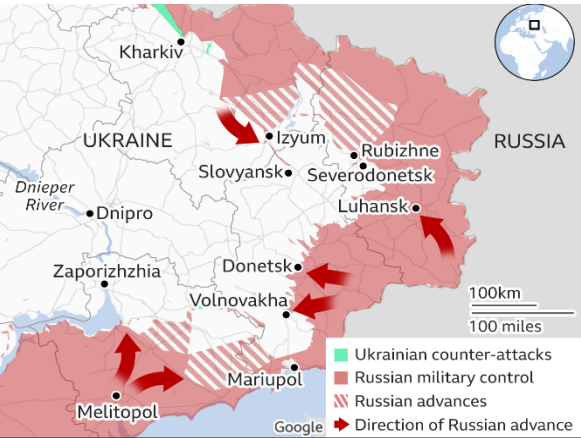 Kharkiv
UKRAINE
Izyum
RUSSIA
Rubizhne
Slovyansk
Severodonetsk
Dnieper
River
Luhansk
Dnipro
Donetsk
Zaporizhzhia
Volnovakha
100km
100 miles
Ukrainian counter-attacks
Russian military control
Mariupol
Russian advances
Melitopol
Google
Direction of Russian advance